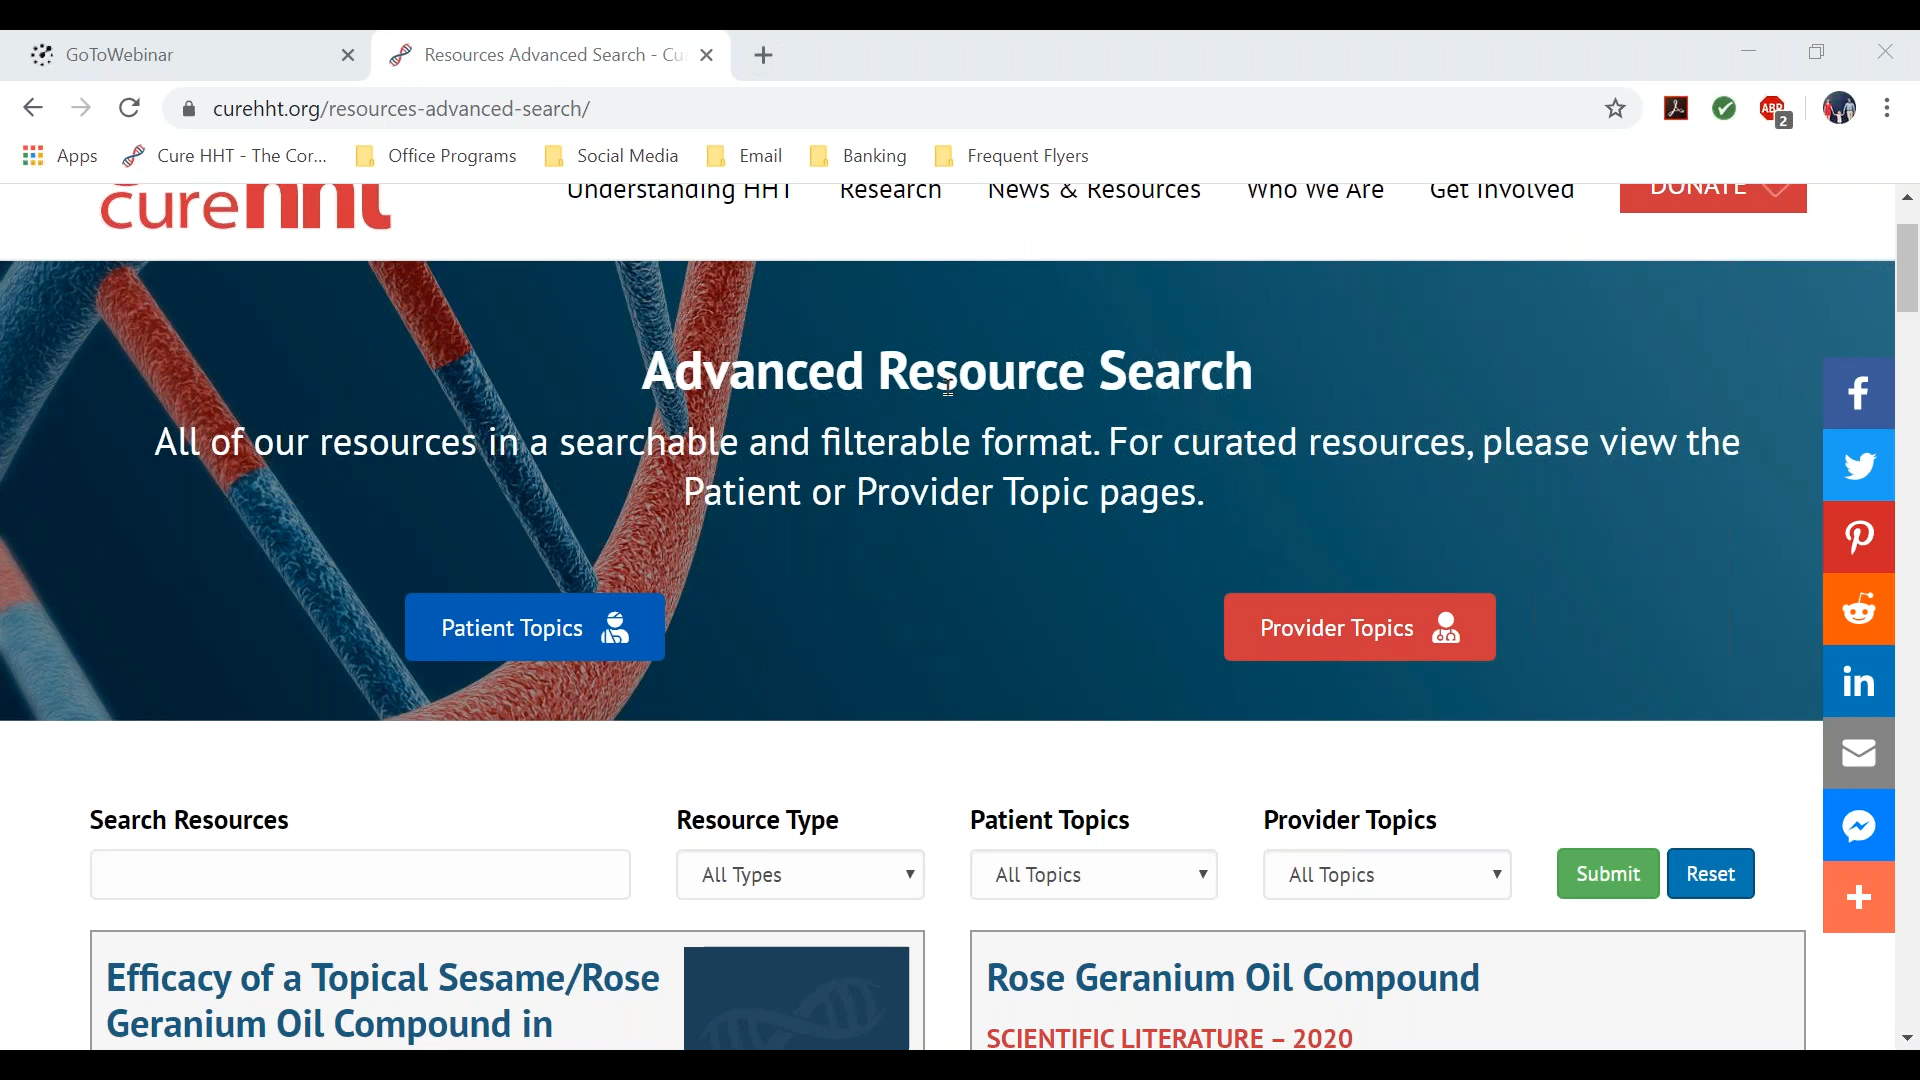 GoToWebinar
Resources Advanced Search - Cu
curehht.org/resources-advanced-search/
ABP
2
Apps
Cure HHT - The Cor...
Office Programs
Social Media
Email
Banking
Frequent Flyers
curehht
Understanding HHT
Research
News & Resources
Who We Are
Get Involved
DONATE
Advanced Resource Search
All of our resources in a searchable and filterable format. For curated resources, please view the
Patient or Provider Topic pages.
Patient Topics
Provider Topics
Search Resources
Resource Type
Patient Topics
Provider Topics
All Types
All Topics
All Topics
Submit
Reset
Efficacy of a Topical Sesame/Rose
Geranium Oil Compound in
Rose Geranium Oil Compound
SCIENTIFIC LITERATURE – 2020